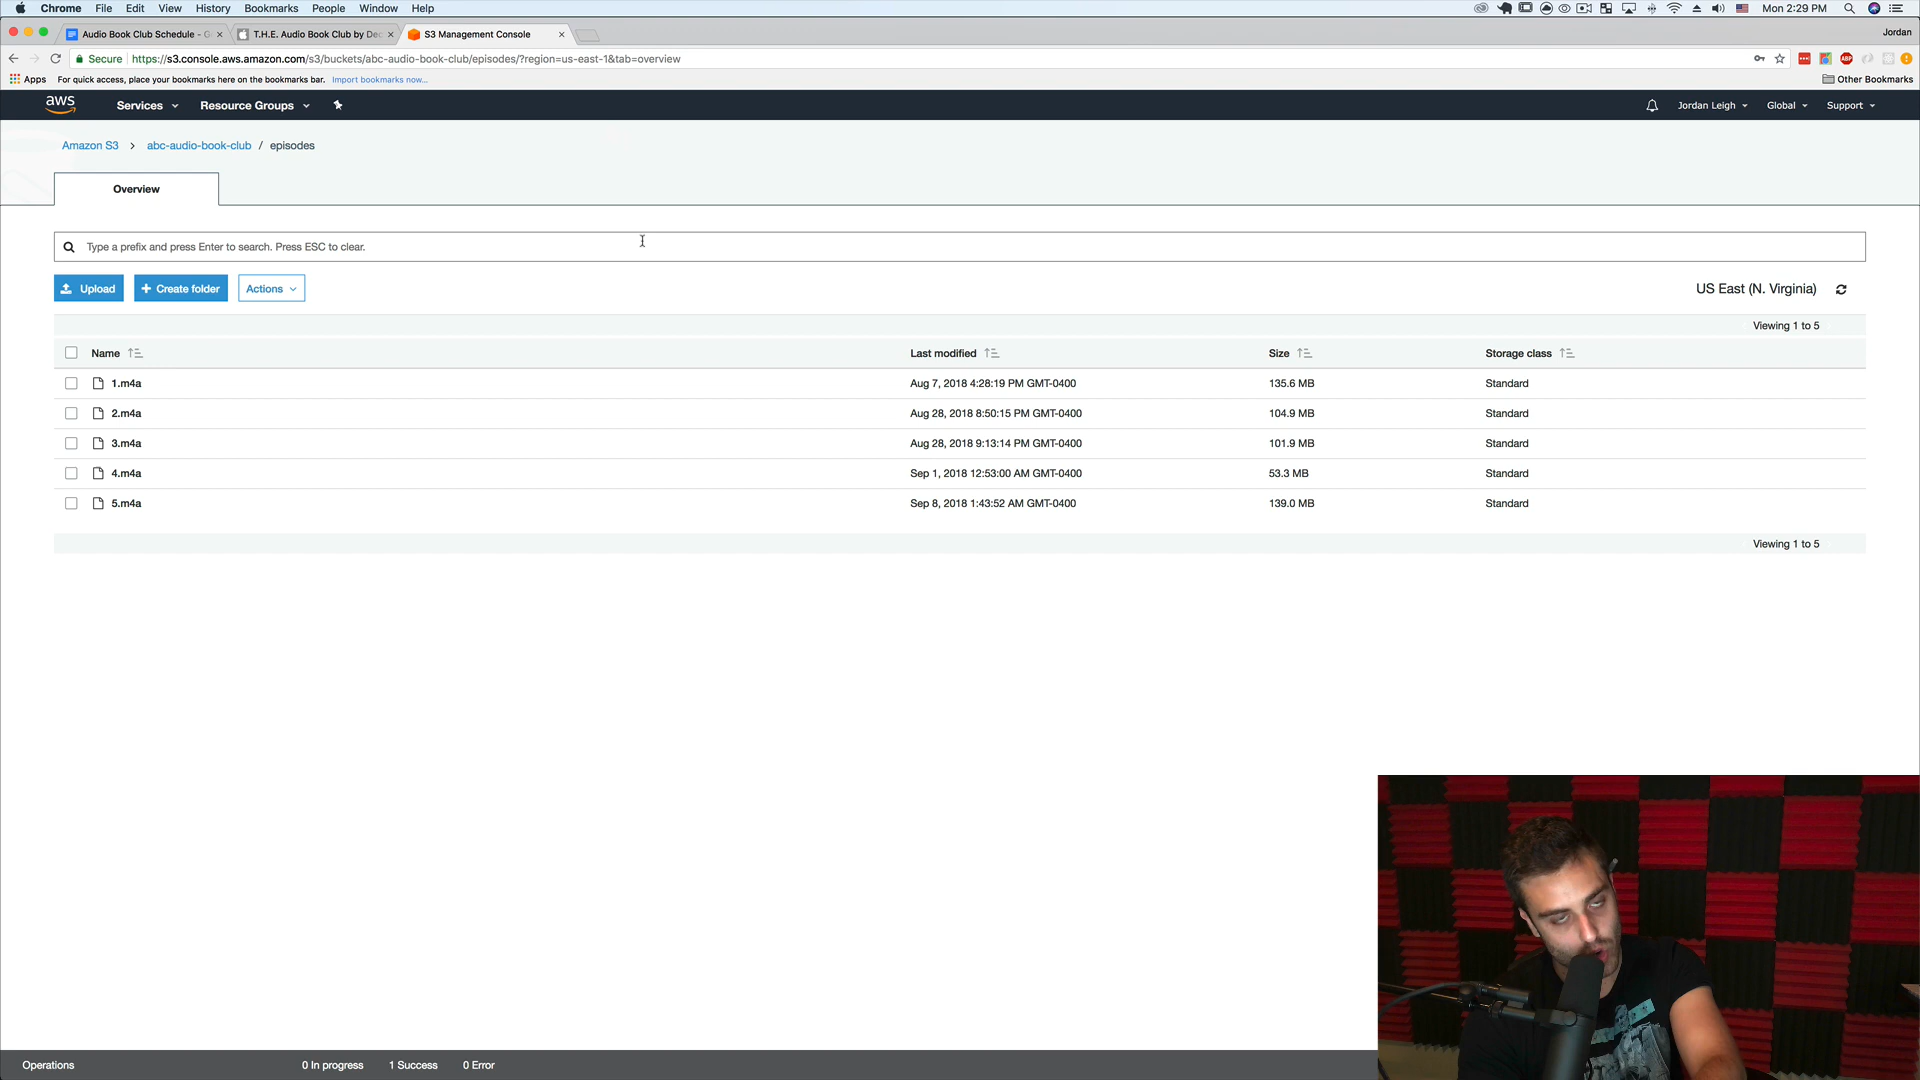 Chrome File Edit View History Bookmarks People Window Help Mon 2:29 PM
Audio Book Club Schedule - G T.H.E. Audio Book Club by Dec S3 Management Console Jordan
Secure https://s3.console.aws.amazon.com/s3/buckets/abc-audio-book-club/episodes/?region=us-east-1&tab=overview ABP
Apps For quick access, place your bookmarks here on the bookmarks bar. Import bookmarks now... Other Bookmarks
aws Services Resource Groups Jordan Leigh Global Support
Amazon S3 > abc-audio-book-club / episodes
Overview
Type a prefix and press Enter to search. Press ESC to clear.
Upload + Create folder Actions US East (N. Virginia)
Viewing 1 to 5
Name Last modified Size Storage class
1.m4a Aug 7, 2018 4:28:19 PM GMT-0400 135.6 MB Standard
2.m4a Aug 28, 2018 8:50:15 PM GMT-0400 104.9 MB Standard
3.m4a Aug 28, 2018 9:13:14 PM GMT-0400 101.9 MB Standard
4.m4a Sep 1, 2018 12:53:00 AM GMT-0400 53.3 MB Standard
5.m4a Sep 8, 2018 1:43:52 AM GMT-0400 139.0 MB Standard
Viewing 1 to 5
Operations 0 In progress 1 Success 0 Error